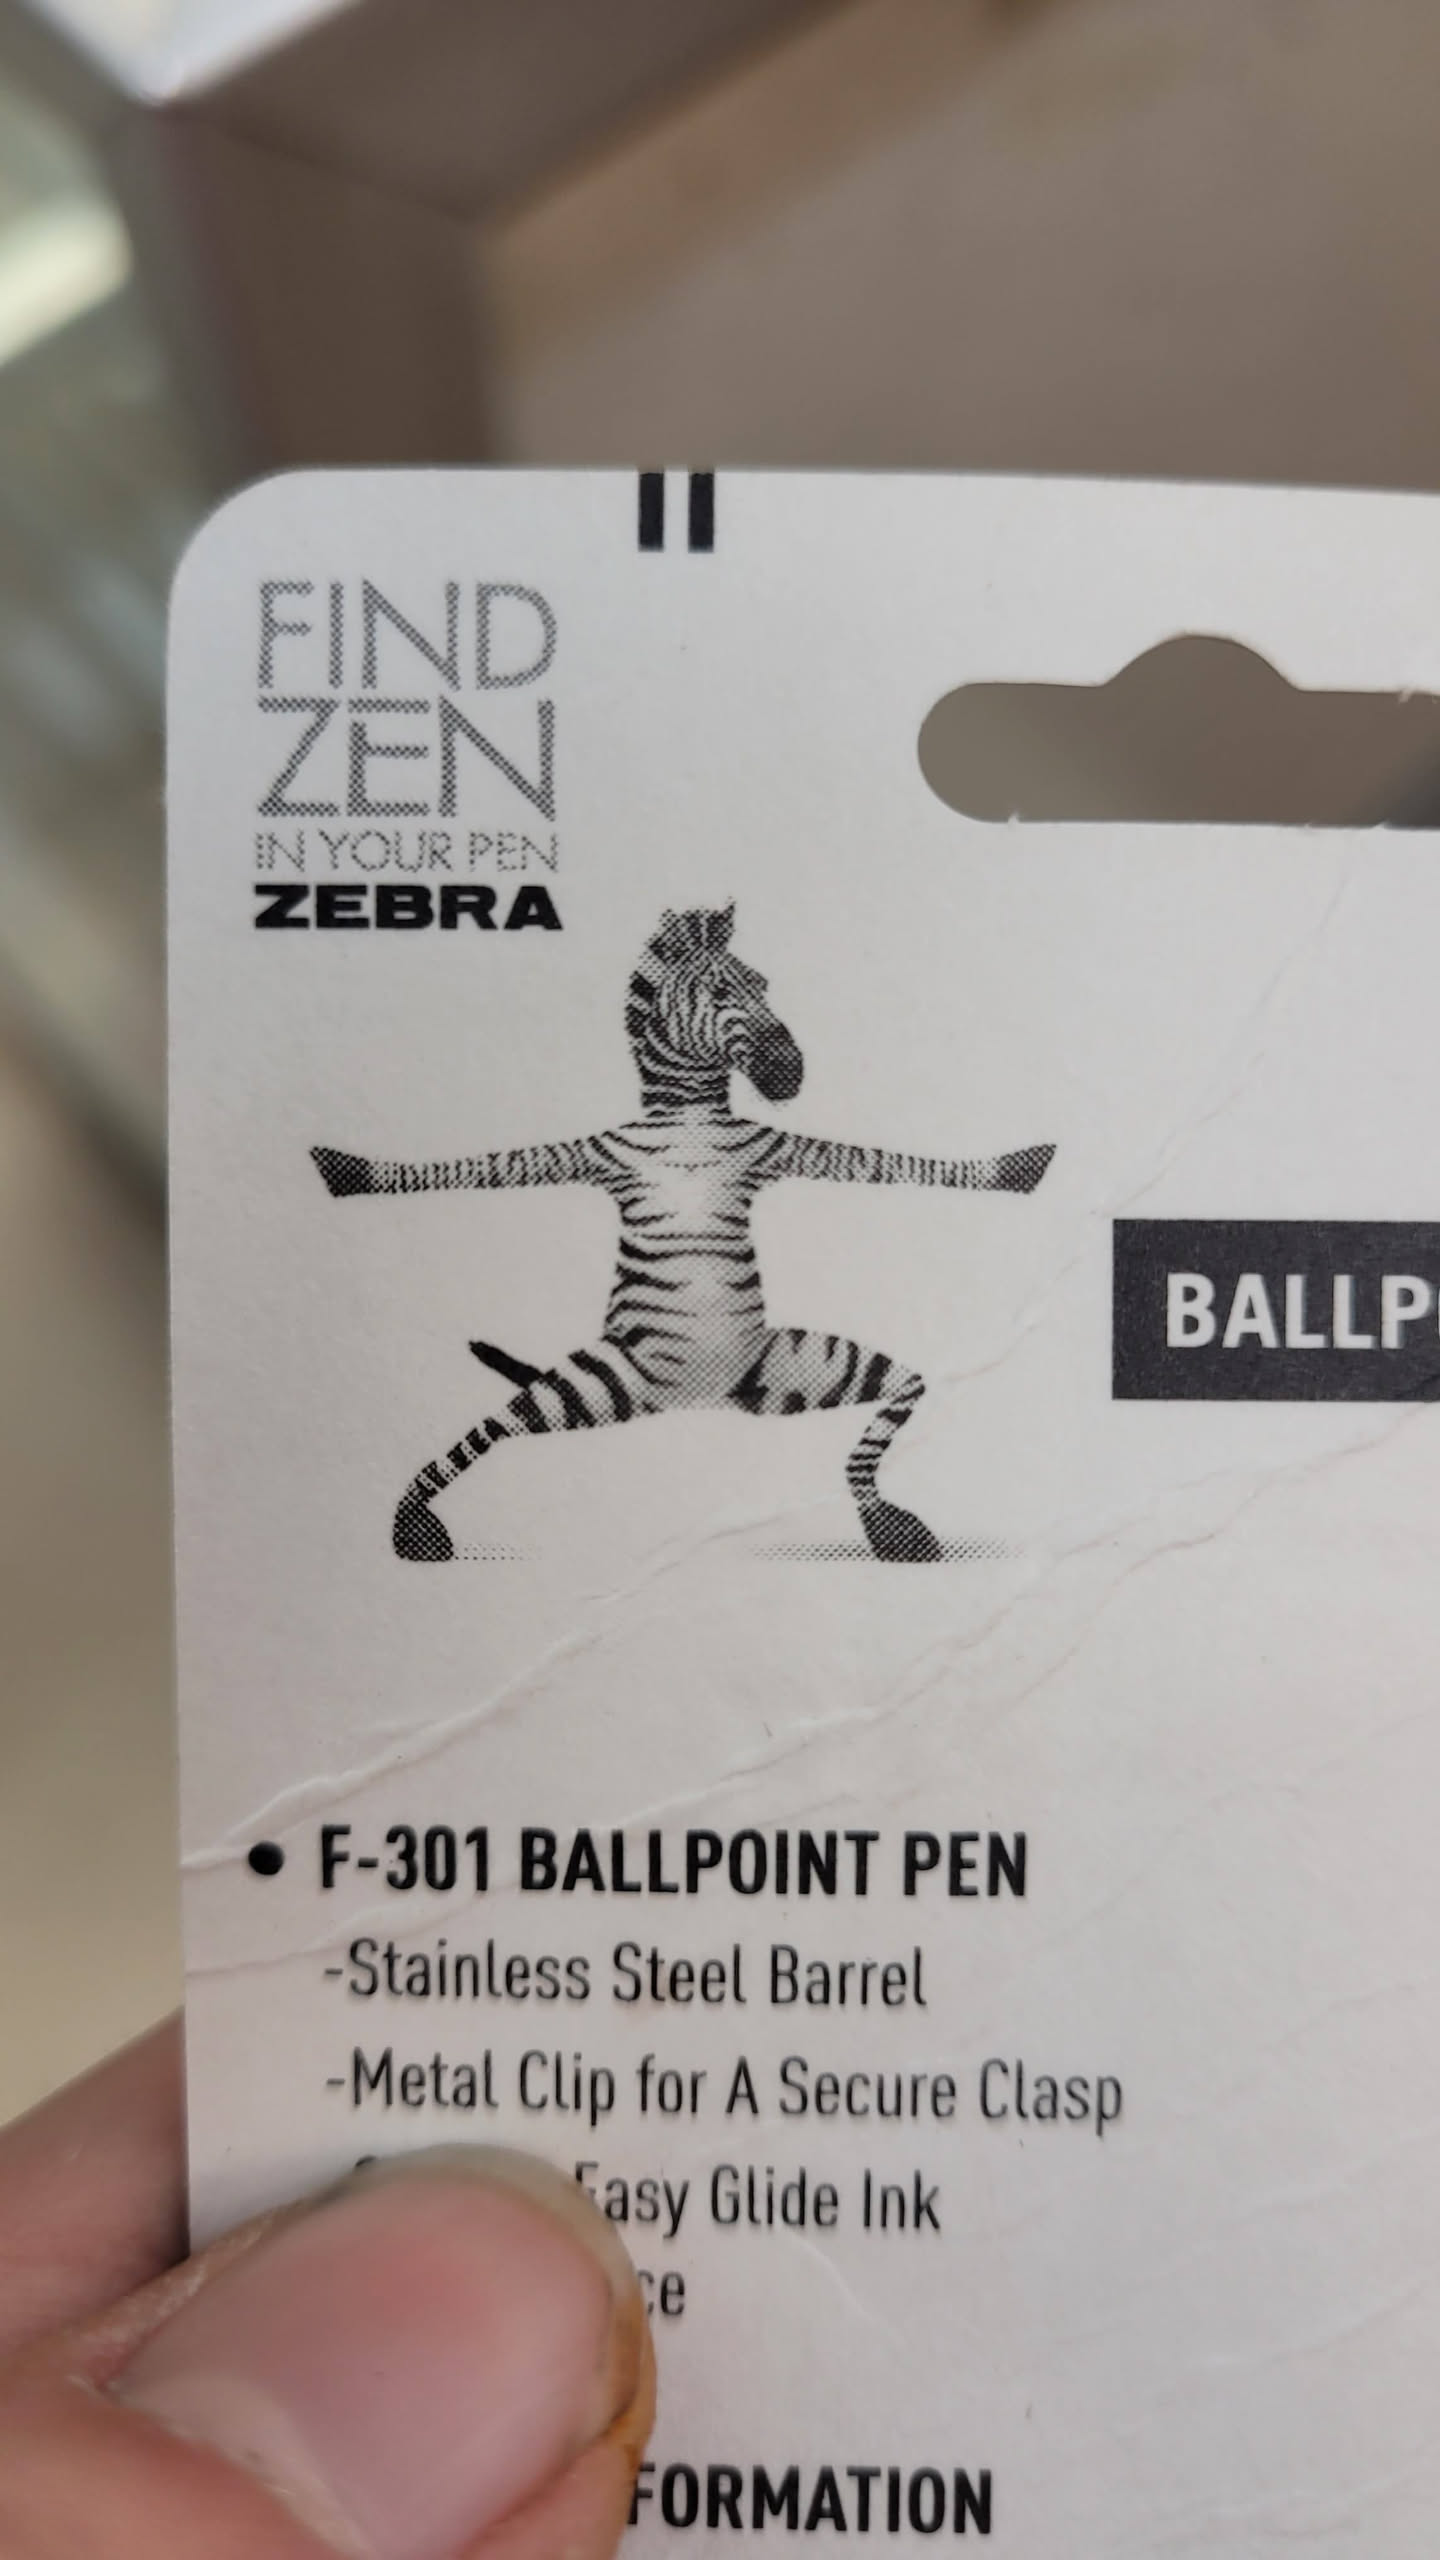 FIND
ZEN
IN YOUR PEN
ZEBRA
BALLP
• F-301 BALLPOINT PEN
-Stainless Steel Barrel
-Metal Clip for A Secure Clasp
Easy Glide Ink